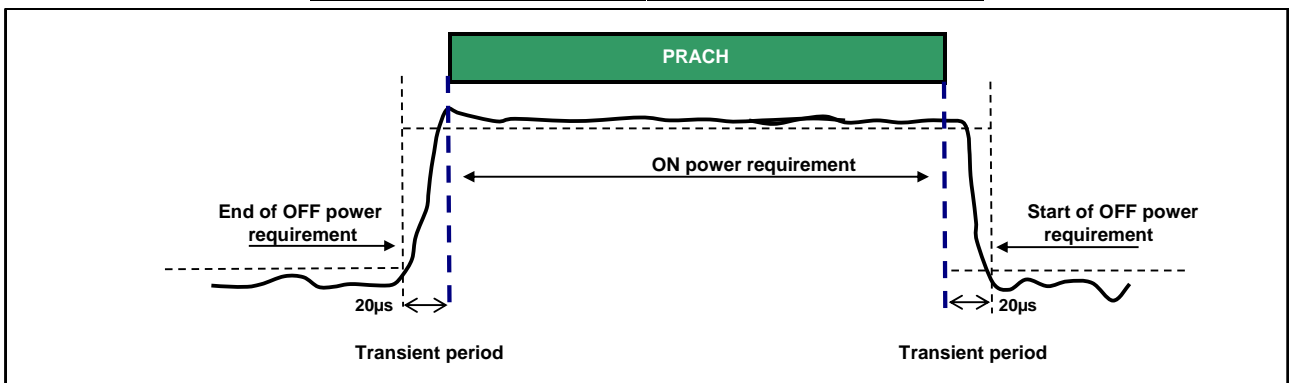 PRACH
ON power requirement
End of OFF power
requirement
Start of OFF power
requirement
20µs
20µs
Transient period
Transient period